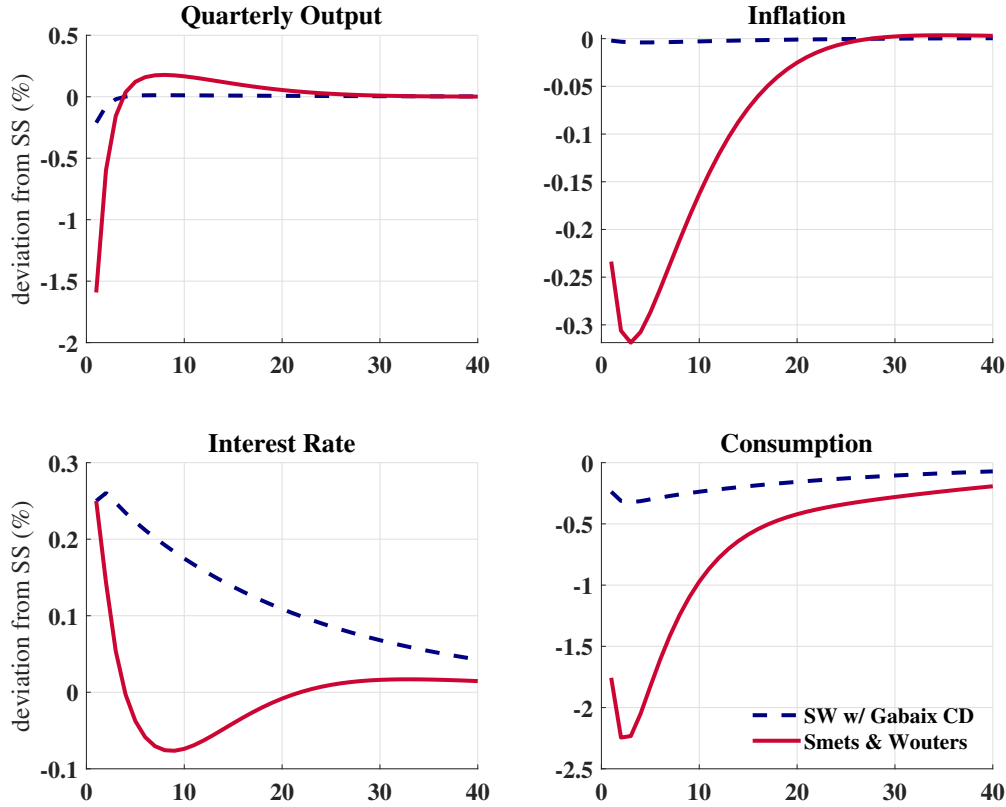 Quarterly Output
0.5
0
-0.5
-1
-1.5
-2
deviation from SS (%)
0 10 20 30 40
Inflation
0
-0.05
-0.1
-0.15
-0.2
-0.25
-0.3
0 10 20 30 40
Interest Rate
0.3
0.2
0.1
0
-0.1
deviation from SS (%)
0 10 20 30 40
Consumption
0
-0.5
-1
-1.5
-2
-2.5
SW w/ Gabaix CD
Smets & Wouters
0 10 20 30 40